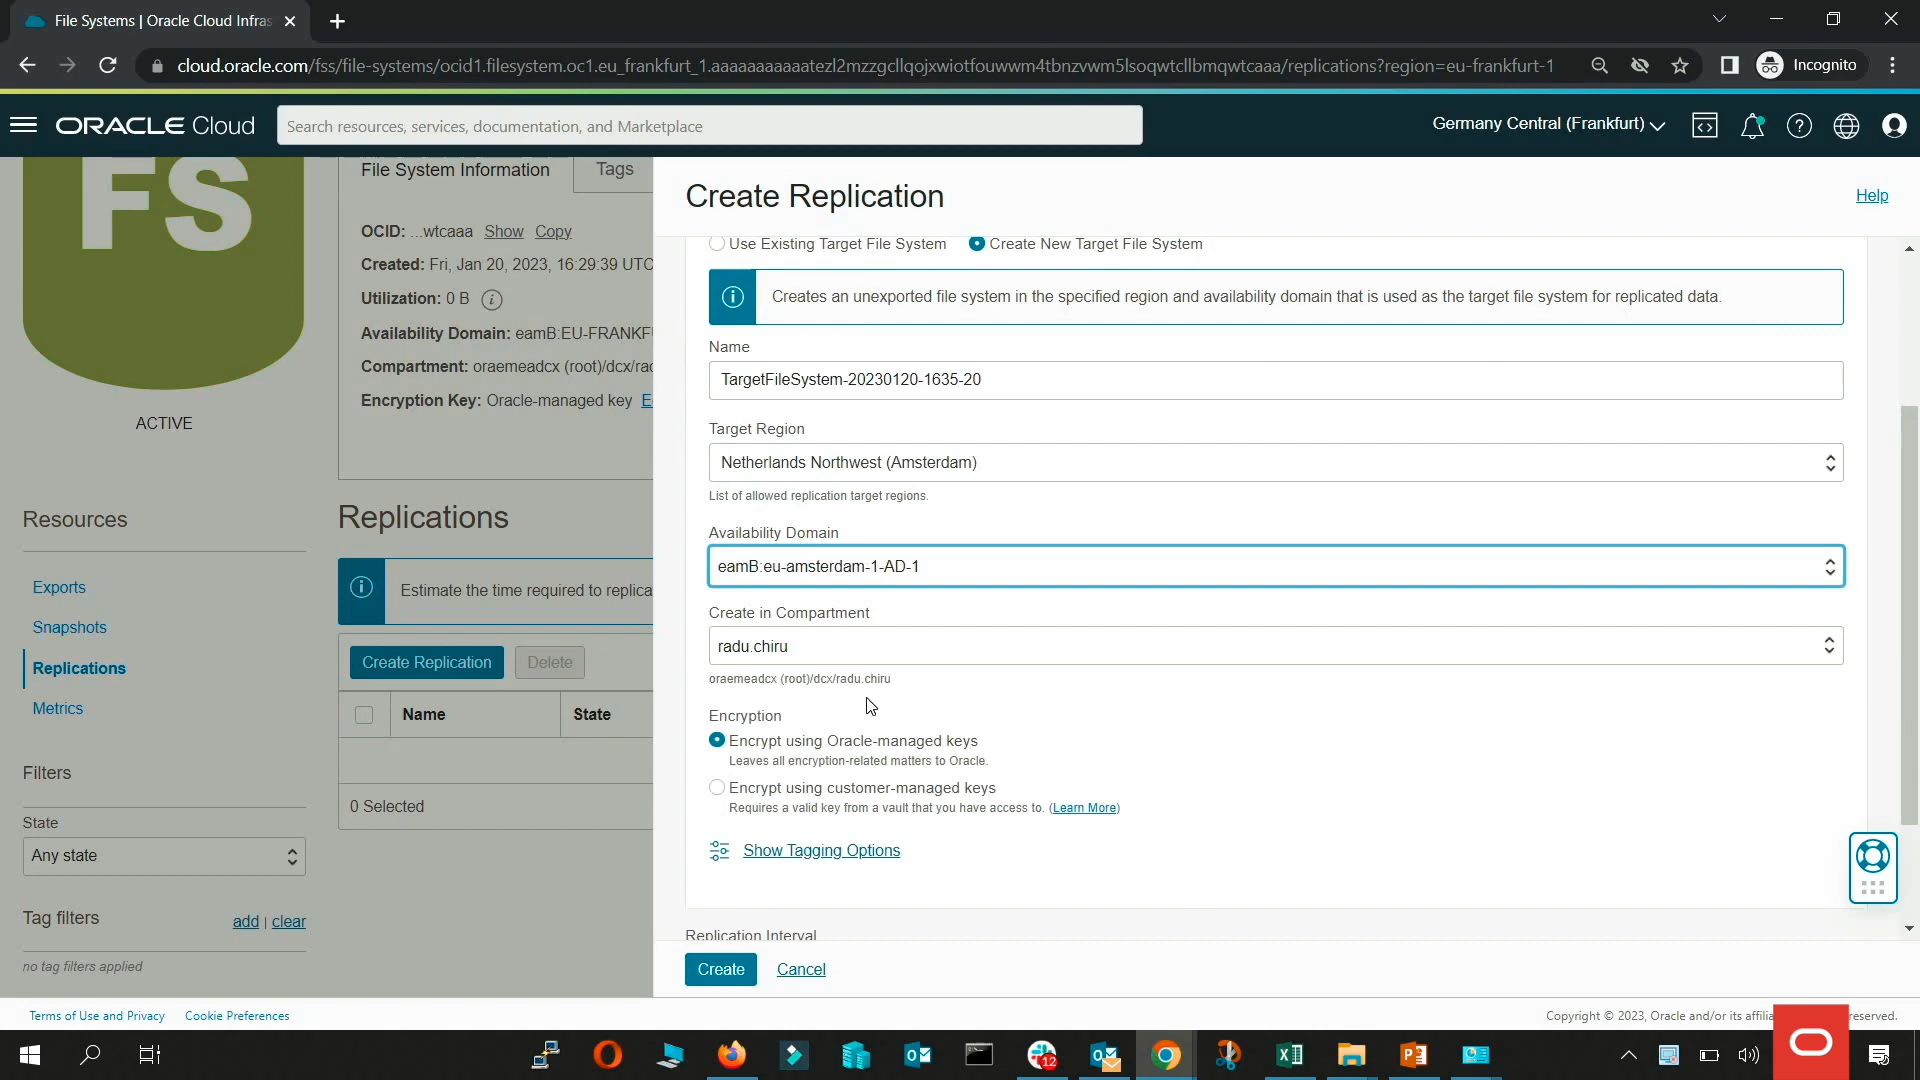 File Systems | Oracle Cloud Infras
cloud.oracle.com/fss/file-systems/ocid1.filesystem.oc1.eu_frankfurt_1.aaaaaaaaaaatezl2mzzgcllqojxwiotfouwwm4tbnzvwm5lsoqwtcllbmqwtcaaa/replications?region=eu-frankfurt-1
Incognito
ORACLE Cloud
Search resources, services, documentation, and Marketplace
Germany Central (Frankfurt)
FS
ACTIVE
File System Information
Tags
OCID: ...wtcaaa Show Copy
Created: Fri, Jan 20, 2023, 16:29:39 UTC
Utilization: 0 B
Availability Domain: eamB:EU-FRANKF
Compartment: oraemeadcx (root)/dcx/rad
Encryption Key: Oracle-managed key E
Resources
Exports
Snapshots
Replications
Metrics
Filters
State
Any state
Tag filters
add | clear
no tag filters applied
Replications
Estimate the time required to replica
Create Replication
Delete
Name
State
0 Selected
Create Replication
Help
Use Existing Target File System
Create New Target File System
Creates an unexported file system in the specified region and availability domain that is used as the target file system for replicated data.
Name
TargetFileSystem-20230120-1635-20
Target Region
Netherlands Northwest (Amsterdam)
List of allowed replication target regions.
Availability Domain
eamB:eu-amsterdam-1-AD-1
Create in Compartment
radu.chiru
oraemeadcx (root)/dcx/radu.chiru
Encryption
Encrypt using Oracle-managed keys
Leaves all encryption-related matters to Oracle.
Encrypt using customer-managed keys
Requires a valid key from a vault that you have access to. (Learn More)
Show Tagging Options
Replication Interval
Create
Cancel
Terms of Use and Privacy
Cookie Preferences
Copyright © 2023, Oracle and/or its affilia
reserved.
12